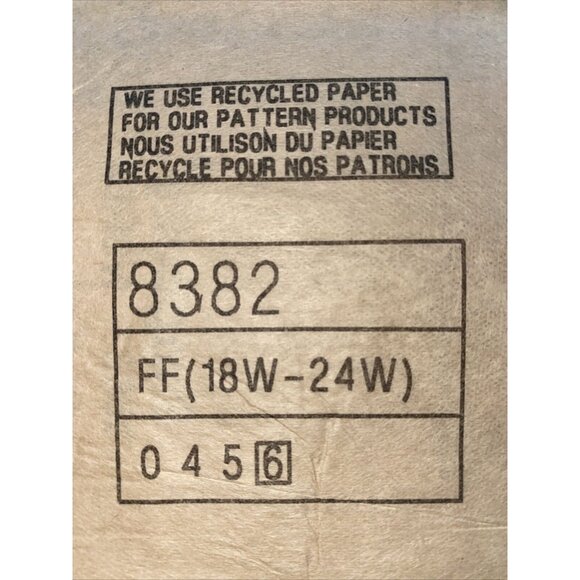 WE USE RECYCLED PAPER
FOR OUR PATTERN PRODUCTS
NOUS UTILISON DU PAPIER
RECYCLE POUR NOS PATRONS
8382
FF(18W-24W)
0 4 5 6